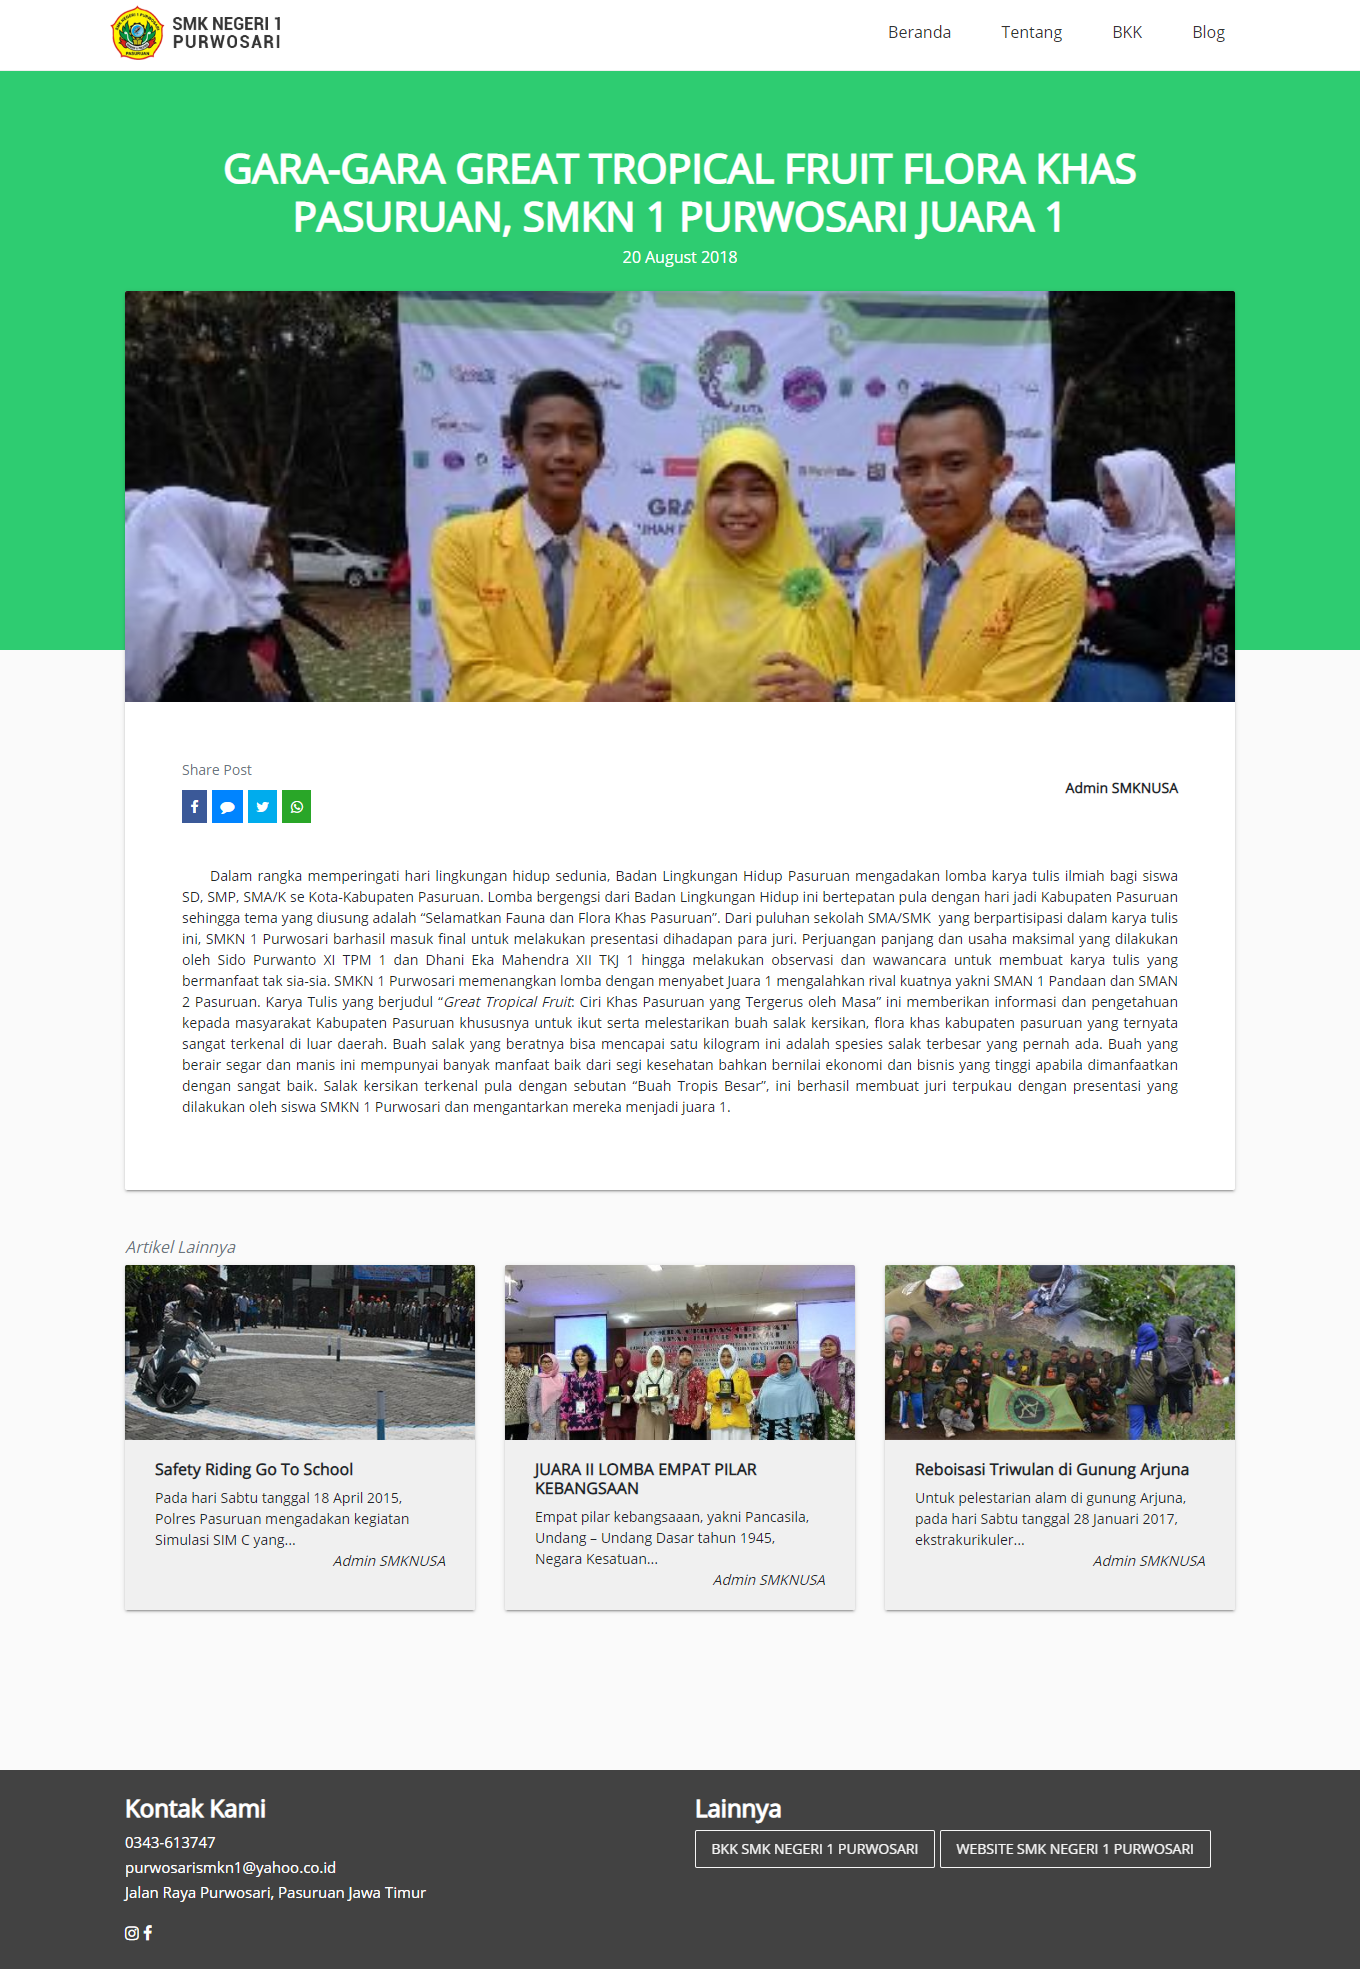 SMK NEGERI 1
PURWOSARI
Beranda
Tentang
BKK
Blog
GARA-GARA GREAT TROPICAL FRUIT FLORA KHAS
PASURUAN, SMKN 1 PURWOSARI JUARA 1
20 August 2018
Share Post
Admin SMKNUSA
Dalam rangka memperingati hari lingkungan hidup sedunia, Badan Lingkungan Hidup Pasuruan mengadakan lomba karya tulis ilmiah bagi siswa
SD, SMP, SMA/K se Kota-Kabupaten Pasuruan. Lomba bergengsi dari Badan Lingkungan Hidup ini bertepatan pula dengan hari jadi Kabupaten Pasuruan
sehingga tema yang diusung adalah “Selamatkan Fauna dan Flora Khas Pasuruan”. Dari puluhan sekolah SMA/SMK  yang berpartisipasi dalam karya tulis
ini, SMKN 1 Purwosari barhasil masuk final untuk melakukan presentasi dihadapan para juri. Perjuangan panjang dan usaha maksimal yang dilakukan
oleh Sido Purwanto XI TPM 1 dan Dhani Eka Mahendra XII TKJ 1 hingga melakukan observasi dan wawancara untuk membuat karya tulis yang
bermanfaat tak sia-sia. SMKN 1 Purwosari memenangkan lomba dengan menyabet Juara 1 mengalahkan rival kuatnya yakni SMAN 1 Pandaan dan SMAN
2 Pasuruan. Karya Tulis yang berjudul “Great Tropical Fruit: Ciri Khas Pasuruan yang Tergerus oleh Masa” ini memberikan informasi dan pengetahuan
kepada masyarakat Kabupaten Pasuruan khususnya untuk ikut serta melestarikan buah salak kersikan, flora khas kabupaten pasuruan yang ternyata
sangat terkenal di luar daerah. Buah salak yang beratnya bisa mencapai satu kilogram ini adalah spesies salak terbesar yang pernah ada. Buah yang
berair segar dan manis ini mempunyai banyak manfaat baik dari segi kesehatan bahkan bernilai ekonomi dan bisnis yang tinggi apabila dimanfaatkan
dengan sangat baik. Salak kersikan terkenal pula dengan sebutan “Buah Tropis Besar”, ini berhasil membuat juri terpukau dengan presentasi yang
dilakukan oleh siswa SMKN 1 Purwosari dan mengantarkan mereka menjadi juara 1.
Artikel Lainnya
Safety Riding Go To School
Pada hari Sabtu tanggal 18 April 2015,
Polres Pasuruan mengadakan kegiatan
Simulasi SIM C yang...
Admin SMKNUSA
JUARA II LOMBA EMPAT PILAR
KEBANGSAAN
Empat pilar kebangsaaan, yakni Pancasila,
Undang – Undang Dasar tahun 1945,
Negara Kesatuan...
Admin SMKNUSA
Reboisasi Triwulan di Gunung Arjuna
Untuk pelestarian alam di gunung Arjuna,
pada hari Sabtu tanggal 28 Januari 2017,
ekstrakurikuler...
Admin SMKNUSA
Kontak Kami
0343-613747
purwosarismkn1@yahoo.co.id
Jalan Raya Purwosari, Pasuruan Jawa Timur
Lainnya
BKK SMK NEGERI 1 PURWOSARI
WEBSITE SMK NEGERI 1 PURWOSARI